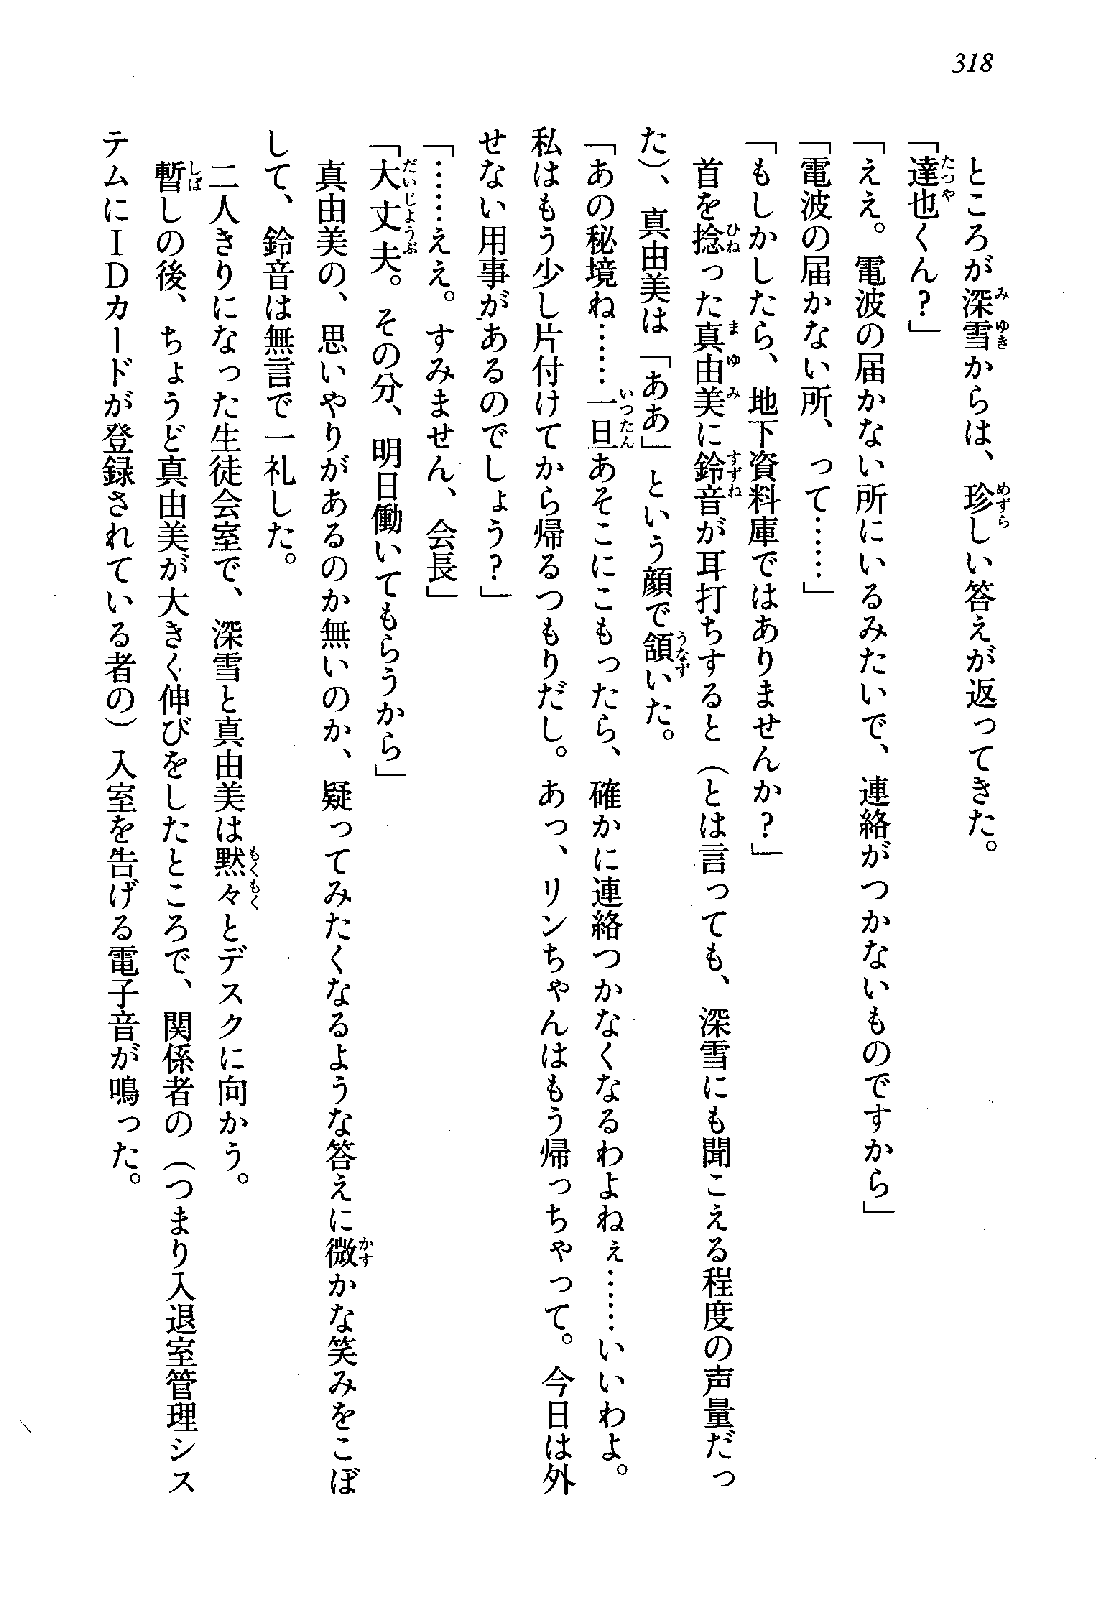 318
ところが深雪からは、珍しい答えが返ってきた。
「達也くん？」
「ええ。電波の届かない所にいるみたいで、連絡がつかないものですから」
「電波の届かない所、って……」
「もしかしたら、地下資料庫ではありませんか？」
首を捻った真由美に鈴音が耳打ちすると（とは言っても、深雪にも聞こえる程度の声量だっ
た）、真由美は「ああ」という顔で頷いた。
「あの秘境ね……一旦あそこにこもったら、確かに連絡つかなくなるわよねぇ……いいわよ。
私はもう少し片付けてから帰るつもりだし。あっ、リンちゃんはもう帰っちゃって。今日は外
せない用事があるのでしょう？」
「……ええ。すみません、会長」
「大丈夫。その分、明日働いてもらうから」
真由美の、思いやりがあるのか無いのか、疑ってみたくなるような答えに微かな笑みをこぼ
して、鈴音は無言で一礼した。
二人きりになった生徒会室で、深雪と真由美は黙々とデスクに向かう。
暫しの後、ちょうど真由美が大きく伸びをしたところで、関係者の（つまり入退室管理シス
テムにＩＤカードが登録されている者の）入室を告げる電子音が鳴った。